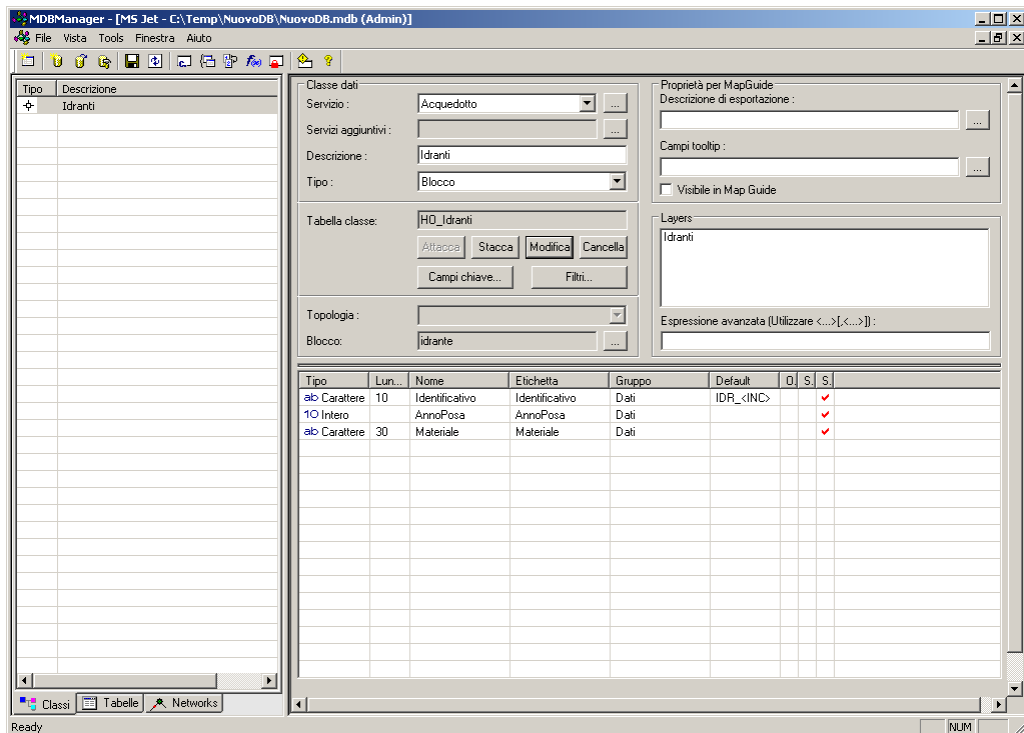 MDBManager - [MS Jet - C:\Temp\NuovoDB\NuovoDB.mdb (Admin)]
File Vista Tools Finestra Aiuto
Tipo Descrizione
Idranti
Classe dati
Servizio : Acquedotto ...
Servizi aggiuntivi : ...
Descrizione : Idranti
Tipo : Blocco
Tabella classe: HO_Idranti
Attacca Stacca Modifica Cancella
Campi chiave... Filtri...
Topologia :
Blocco: idrante ...
Proprietà per MapGuide
Descrizione di esportazione :
...
Campi tooltip :
...
Visibile in Map Guide
Layers
Idranti
Espressione avanzata (Utilizzare <...>[,<...>]) :
Tipo Lun... Nome Etichetta Gruppo Default O. S. S.
ab Carattere 10 Identificativo Identificativo Dati IDR_<INC>
10 Intero AnnoPosa AnnoPosa Dati
ab Carattere 30 Materiale Materiale Dati
Classi Tabelle Networks
Ready NUM